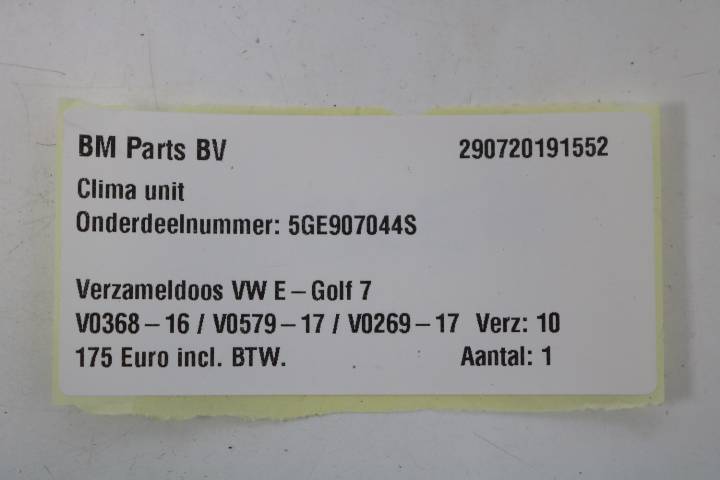 BM Parts BV 290720191552
Clima unit
Onderdeelnummer: 5GE907044S
Verzameldoos VW E-Golf 7
V0368-16 / V0579-17 / V0269-17 Verz: 10
175 Euro incl. BTW. Aantal: 1